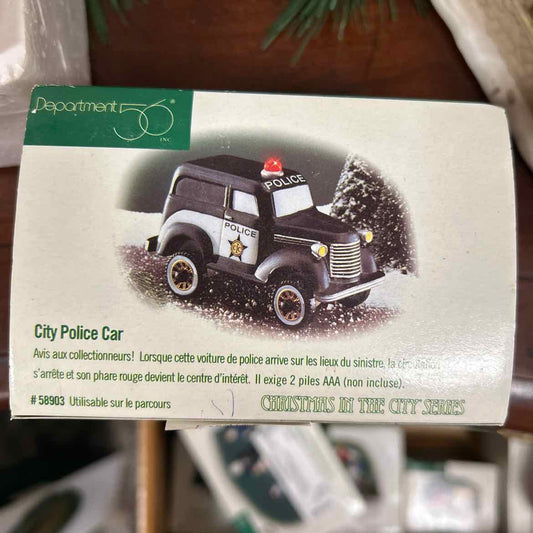 Department 56®
INC.
POLICE
POLICE
City Police Car
Avis aux collectionneurs! Lorsque cette voiture de police arrive sur les lieux du sinistre, la
s'arrête et son phare rouge devient le centre d'intérêt. Il exige 2 piles AAA (non incluse).
# 58903 Utilisable sur le parcours
CHRISTMAS IN THE CITY SERIES